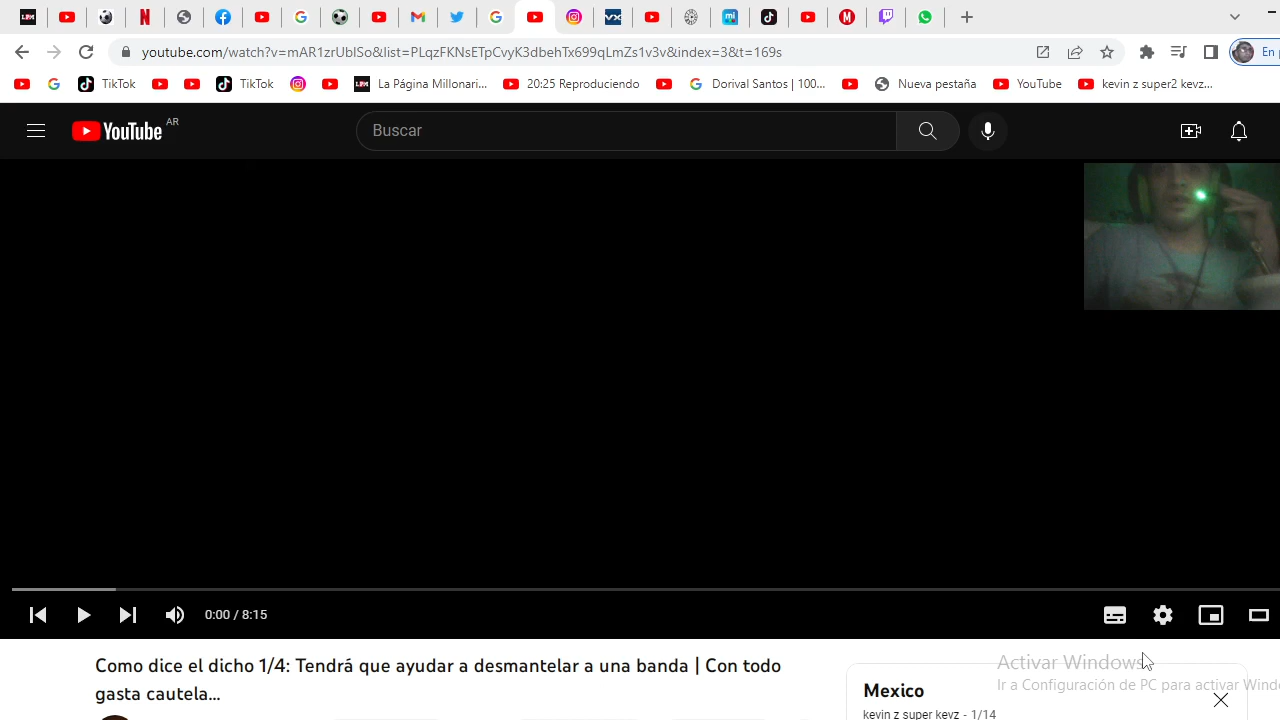 youtube.com/watch?v=mAR1zrUblSo&list=PLqzFKNsETpCvyK3dbehTx699qLmZs1v3v&index=3&t=169s
En p
TikTok
TikTok
La Página Millonari...
20:25 Reproduciendo
Dorival Santos | 100...
Nueva pestaña
YouTube
kevin z super2 kevz...
YouTube AR
Buscar
0:00 / 8:15
Como dice el dicho 1/4: Tendrá que ayudar a desmantelar a una banda | Con todo
gasta cautela...
Activar Windows
Ir a Configuración de PC para activar Wind
Mexico
kevin z super kevz - 1/14